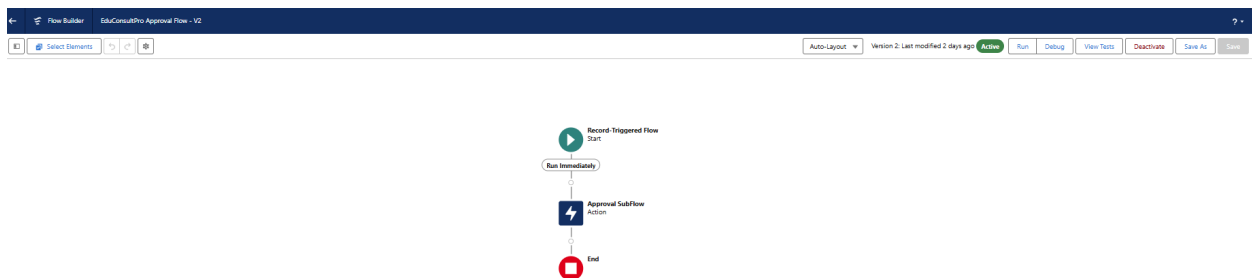 Flow Builder EduConsultPro Approval Flow - V2 ?
Select Elements Auto-Layout Version 2: Last modified 2 days ago Active Run Debug View Tests Deactivate Save As Save
Record-Triggered Flow
Start
Run Immediately
Approval SubFlow
Action
End